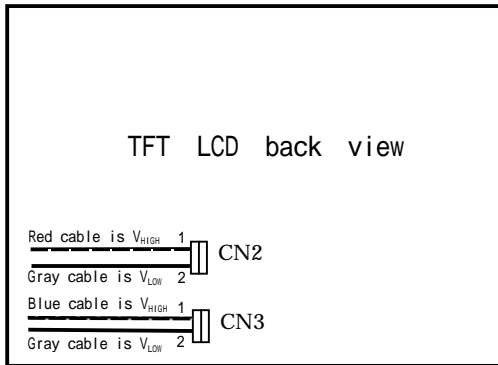 TFT LCD back view
Red cable is VHIGH 1
CN2
Gray cable is VLOW 2
Blue cable is VHIGH 1
CN3
Gray cable is VLOW 2